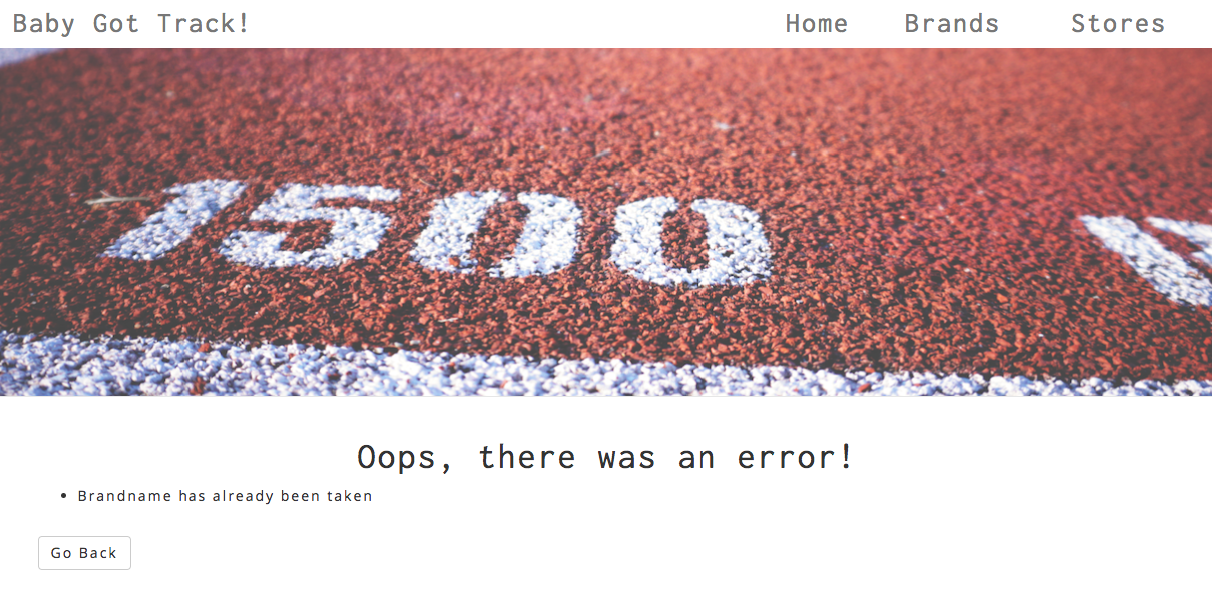 Baby Got Track! Home Brands Stores
1500
Oops, there was an error!
Brandname has already been taken
Go Back